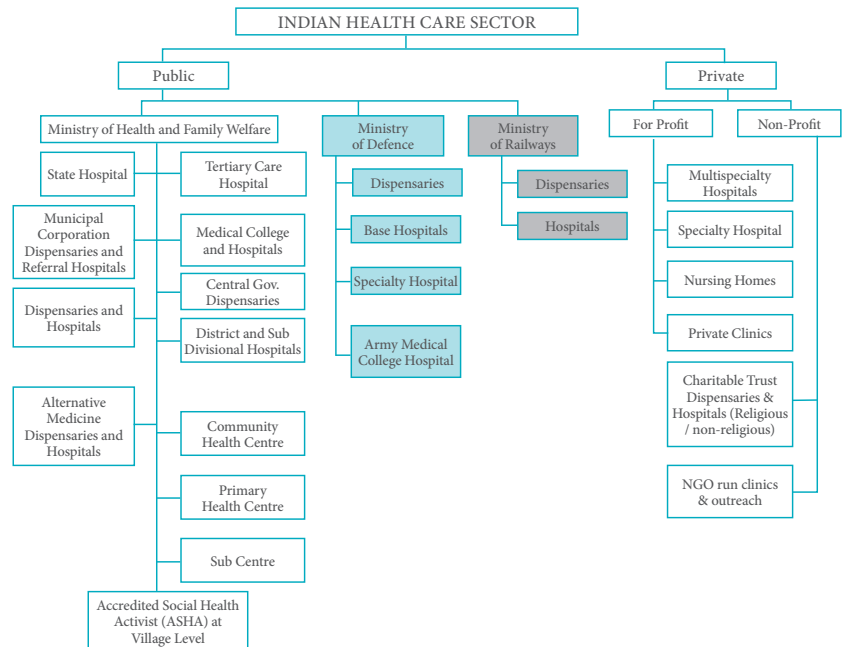 INDIAN HEALTH CARE SECTOR
Public
Private
Ministry of Health and Family Welfare
Ministry
of Defence
Ministry
of Railways
For Profit
Non-Profit
State Hospital
Tertiary Care
Hospital
Municipal
Corporation
Dispensaries and
Referral Hospitals
Medical College
and Hospitals
Dispensaries and
Hospitals
Central Gov.
Dispensaries
District and Sub
Divisional Hospitals
Alternative
Medicine
Dispensaries and
Hospitals
Community
Health Centre
Primary
Health Centre
Sub Centre
Accredited Social Health
Activist (ASHA) at
Village Level
Dispensaries
Base Hospitals
Specialty Hospital
Army Medical
College Hospital
Dispensaries
Hospitals
Multispecialty
Hospitals
Specialty Hospital
Nursing Homes
Private Clinics
Charitable Trust
Dispensaries &
Hospitals (Religious
/ non-religious)
NGO run clinics
& outreach